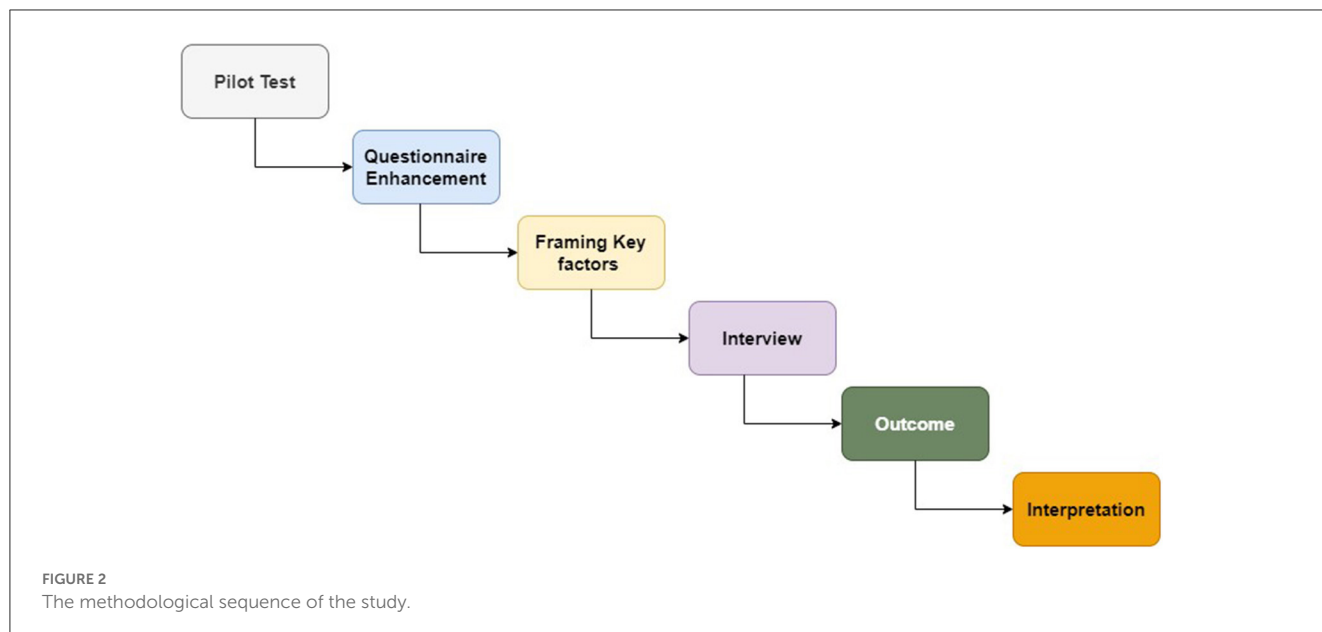 Pilot Test
Questionnaire
Enhancement
Framing Key
factors
Interview
Outcome
Interpretation
FIGURE 2
The methodological sequence of the study.